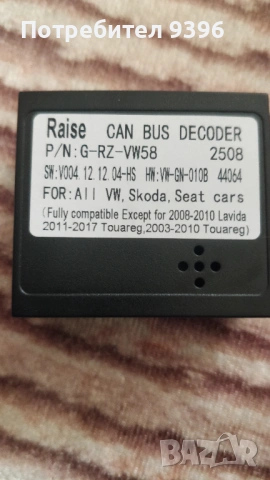 Потребител 9396
Raise CAN BUS DECODER
P/N:G-RZ-VW58 2508
SW:V004.12.12.04-HS HW:VW-GN-010B 44064
FOR:All VW,Skoda,Seat cars
(Fully compatible Except for 2008-2010 Lavida
2011-2017 Touareg,2003-2010 Touareg)
BAZAR